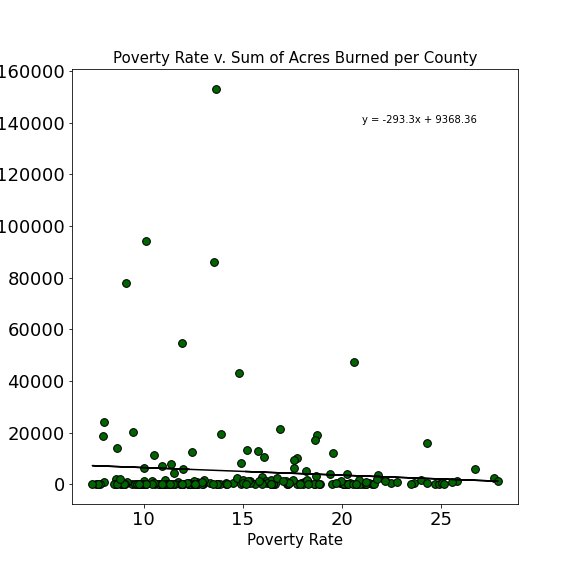 Poverty Rate v. Sum of Acres Burned per County
160000
140000
120000
100000
80000
60000
40000
20000
0
y = -293.3x + 9368.36
10 15 20 25
Poverty Rate